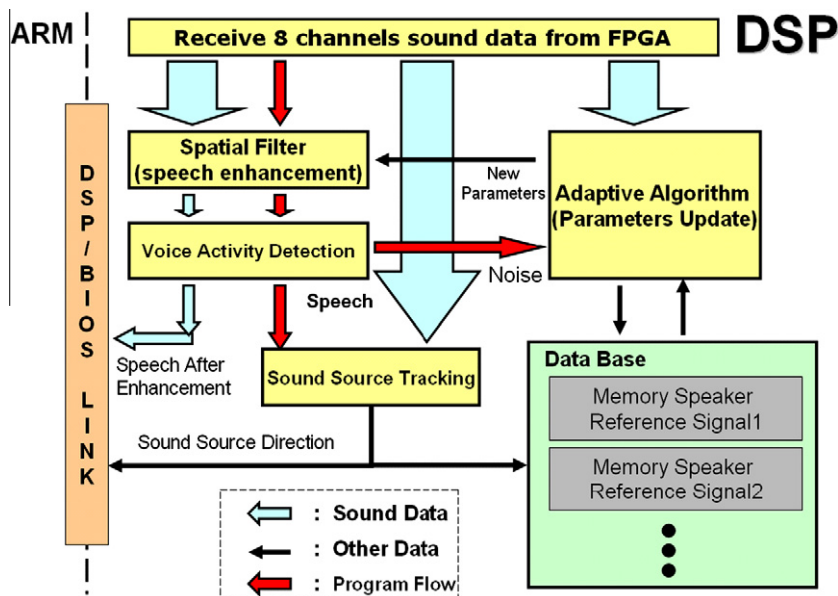 ARM
DSP
Receive 8 channels sound data from FPGA
Spatial Filter
(speech enhancement)
New
Parameters
Adaptive Algorithm
(Parameters Update)
DSP/BIOS LINK
Voice Activity Detection
Noise
Speech
Speech After
Enhancement
Sound Source Tracking
Data Base
Memory Speaker
Reference Signal1
Sound Source Direction
Memory Speaker
Reference Signal2
: Sound Data
: Other Data
: Program Flow